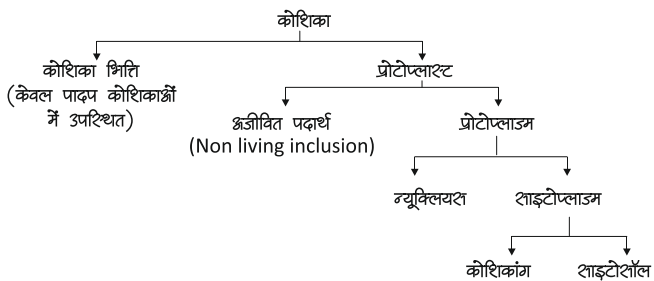 कोशिका
कोशिका भित्ति
(केवल पादप कोशिकाओं
में उपस्थित)
प्रोटोप्लास्ट
अजीवित पदार्थ
(Non living inclusion)
प्रोटोप्लाज्म
न्यूक्लियस
साइटोप्लाज्म
कोशिकांग
साइटोसॉल